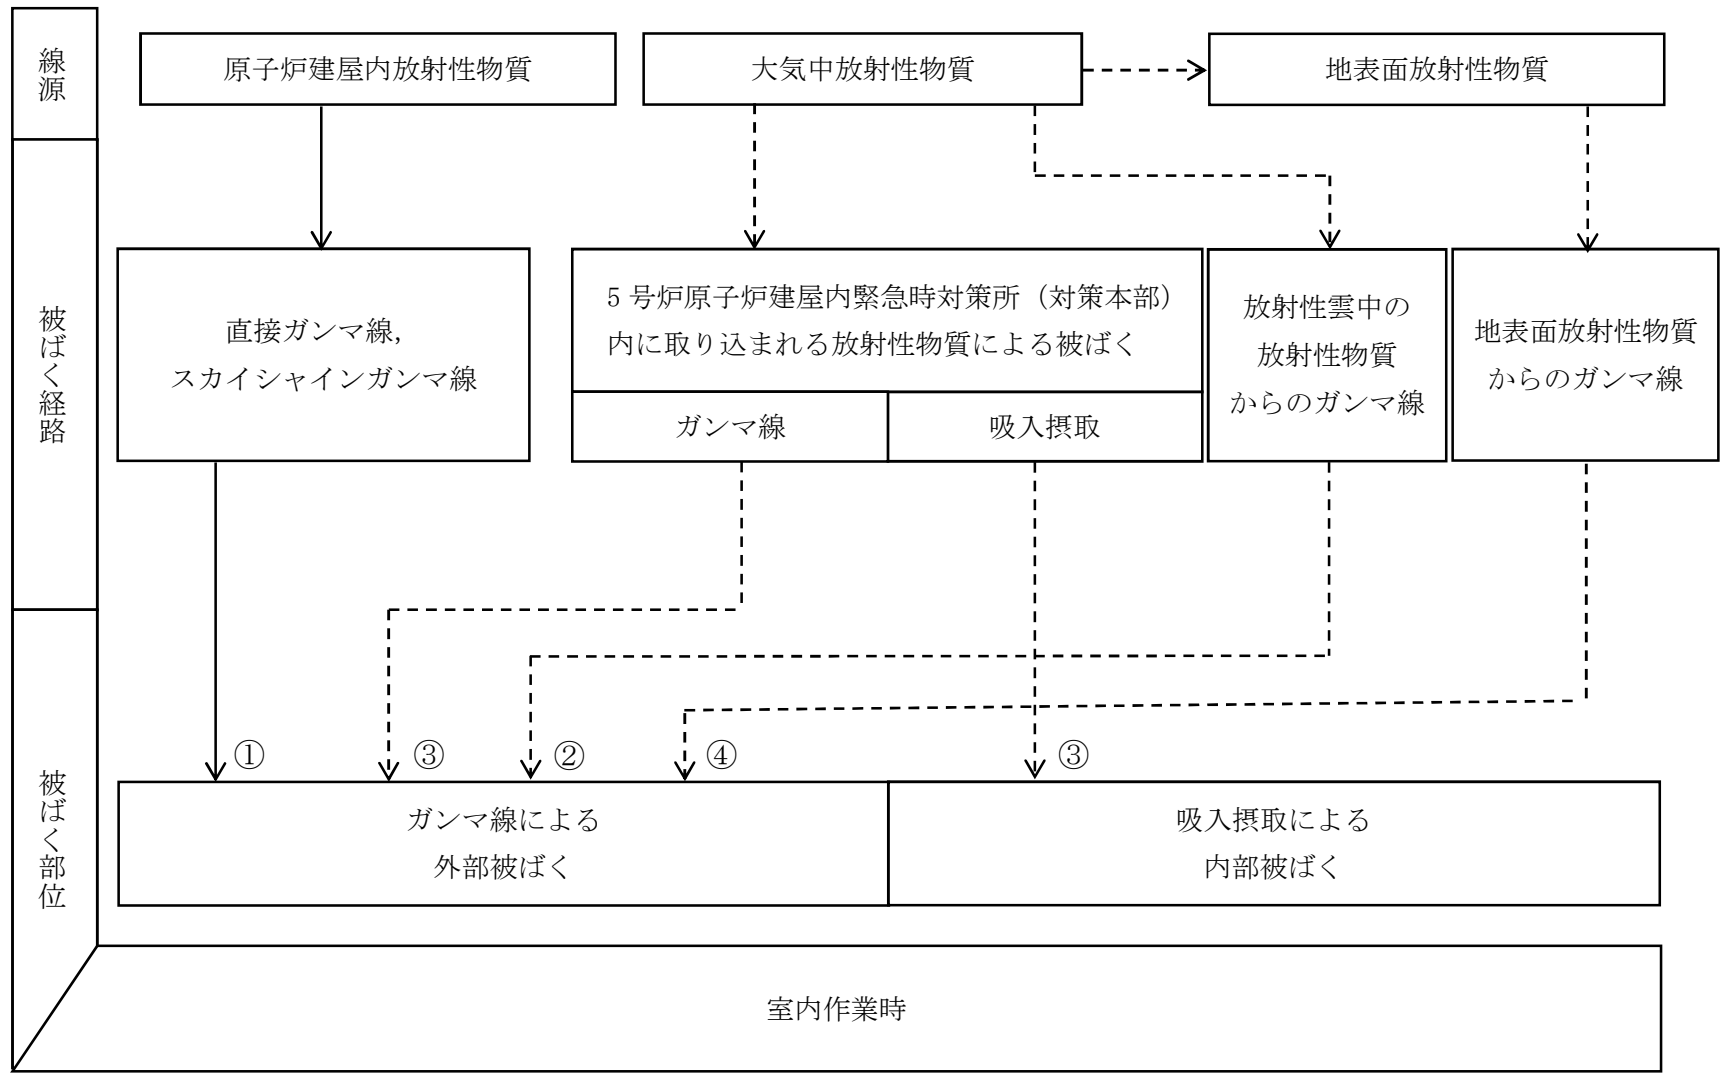 線源
原子炉建屋内放射性物質
大気中放射性物質
地表面放射性物質
被ばく経路
直接ガンマ線,
スカイシャインガンマ線
5 号炉原子炉建屋内緊急時対策所（対策本部）
内に取り込まれる放射性物質による被ばく
ガンマ線
吸入摂取
放射性雲中の
放射性物質
からのガンマ線
地表面放射性物質
からのガンマ線
被ばく部位
①
③
②
④
③
ガンマ線による
外部被ばく
吸入摂取による
内部被ばく
室内作業時